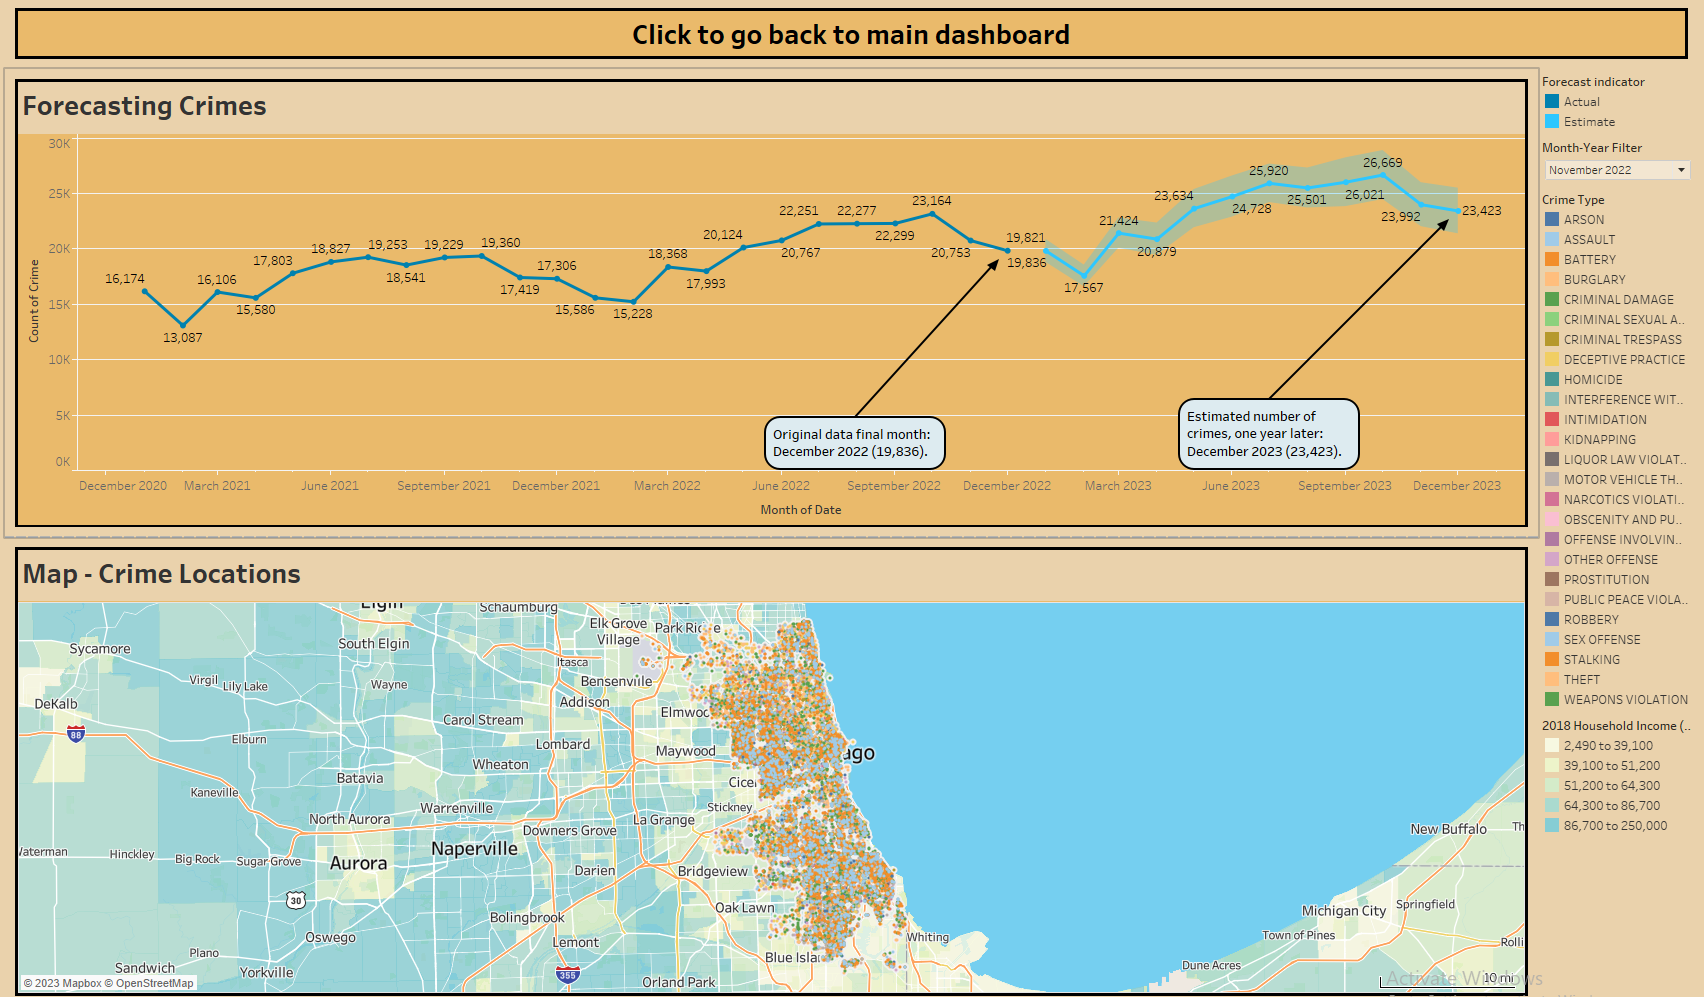 Click to go back to main dashboard
Forecasting Crimes
30K
25K
20K
15K
10K
5K
0K
Count of Crime
16,174
13,087
16,106
15,580
17,803
18,827
19,253
18,541
19,229
19,360
17,419
17,306
15,586
15,228
18,368
17,993
20,124
20,767
22,251
22,277
22,299
23,164
20,753
19,836
19,821
17,567
21,424
20,879
23,634
24,728
25,920
25,501
26,021
26,669
23,992
23,423
Original data final month:
December 2022 (19,836).
Estimated number of
crimes, one year later:
December 2023 (23,423).
December 2020
March 2021
June 2021
September 2021
December 2021
March 2022
June 2022
September 2022
December 2022
March 2023
June 2023
September 2023
December 2023
Month of Date
Forecast indicator
Actual
Estimate
Month-Year Filter
November 2022
Crime Type
ARSON
ASSAULT
BATTERY
BURGLARY
CRIMINAL DAMAGE
CRIMINAL SEXUAL A..
CRIMINAL TRESPASS
DECEPTIVE PRACTICE
HOMICIDE
INTERFERENCE WIT..
INTIMIDATION
KIDNAPPING
LIQUOR LAW VIOLAT..
MOTOR VEHICLE TH..
NARCOTICS VIOLATI..
OBSCENITY AND PU..
OFFENSE INVOLVIN..
OTHER OFFENSE
PROSTITUTION
PUBLIC PEACE VIOLA..
ROBBERY
SEX OFFENSE
STALKING
THEFT
WEAPONS VIOLATION
2018 Household Income (..
2,490 to 39,100
39,100 to 51,200
51,200 to 64,300
64,300 to 86,700
86,700 to 250,000
Map - Crime Locations
Elgin
Schaumburg
Elk Grove
Village
Park Ridge
Sycamore
South Elgin
Itasca
Virgil
Lily Lake
Wayne
Bensenville
DeKalb
Addison
Elmwoo
Carol Stream
88
Elburn
Lombard
Maywood
ago
Wheaton
Batavia
Cice
Kaneville
Warrenville
Stickney
North Aurora
La Grange
Downers Grove
New Buffalo
Th
Waterman
Hinckley
Big Rock
Sugar Grove
Aurora
Naperville
Darien
Bridgeview
30
Oak Lawn
Bolingbrook
Michigan City
Springfield
Oswego
Lemont
Whiting
Town of Pines
Rolli
Plano
Blue Isla
Sandwich
Yorkville
355
Dune Acres
Orland Park
10 mi
© 2023 Mapbox © OpenStreetMap
Activate Windows